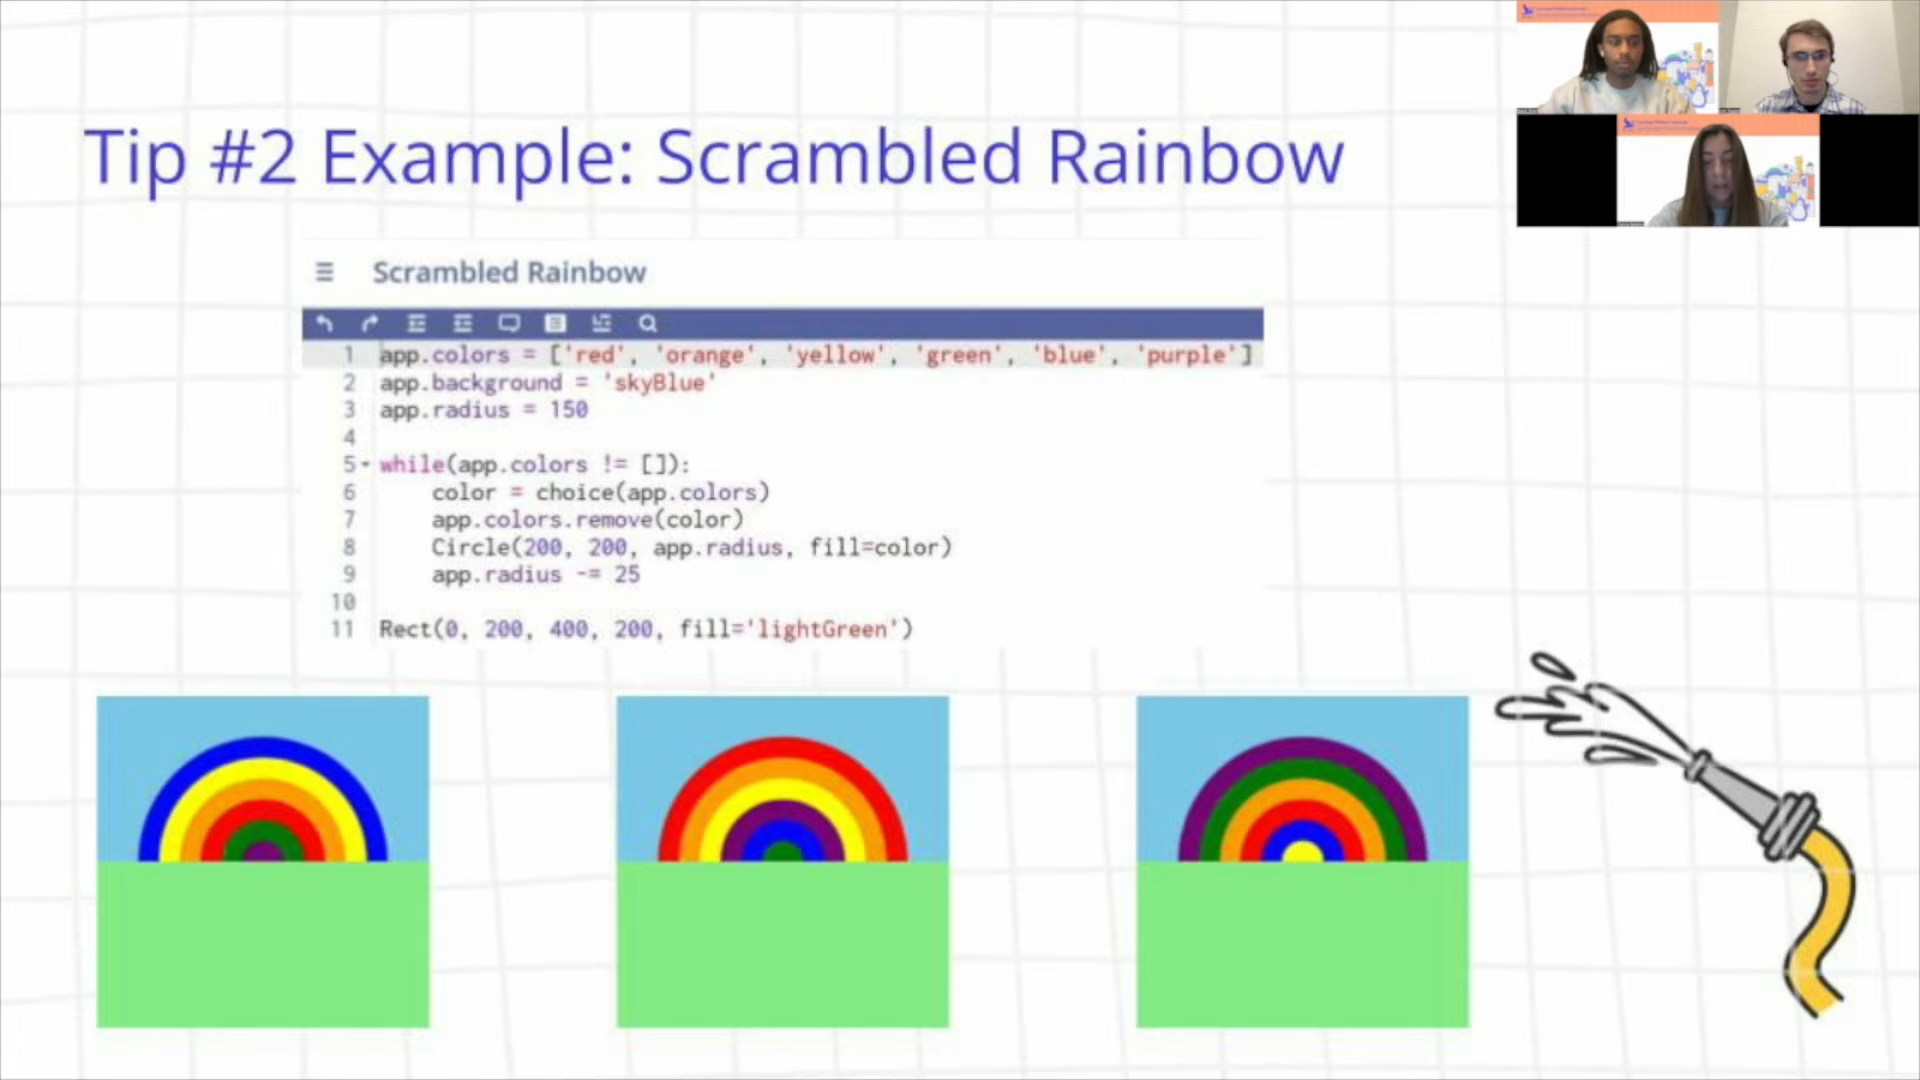 Tip #2 Example: Scrambled Rainbow
Scrambled Rainbow
1 app.colors = ['red', 'orange', 'yellow', 'green', 'blue', 'purple']
2 app.background = 'skyBlue'
3 app.radius = 150
4
5 while(app.colors != []):
6 color = choice(app.colors)
7 app.colors.remove(color)
8 Circle(200, 200, app.radius, fill=color)
9 app.radius -= 25
10
11 Rect(0, 200, 400, 200, fill='lightGreen')